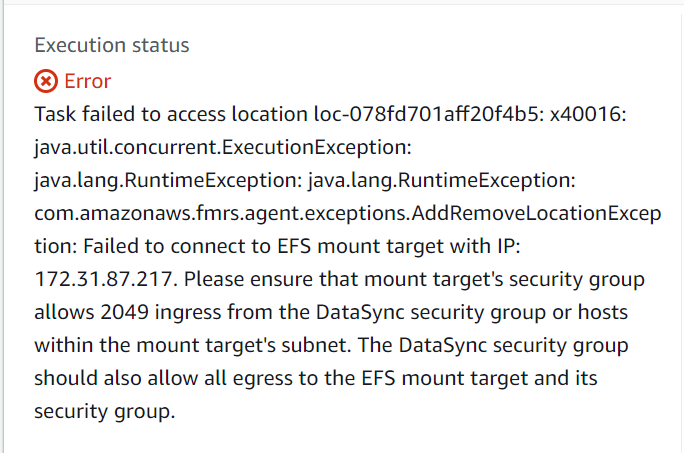 Execution status
Error
Task failed to access location loc-078fd701aff20f4b5: x40016:
java.util.concurrent.ExecutionException:
java.lang.RuntimeException: java.lang.RuntimeException:
com.amazonaws.fmrs.agent.exceptions.AddRemoveLocationExcep
tion: Failed to connect to EFS mount target with IP:
172.31.87.217. Please ensure that mount target's security group
allows 2049 ingress from the DataSync security group or hosts
within the mount target's subnet. The DataSync security group
should also allow all egress to the EFS mount target and its
security group.